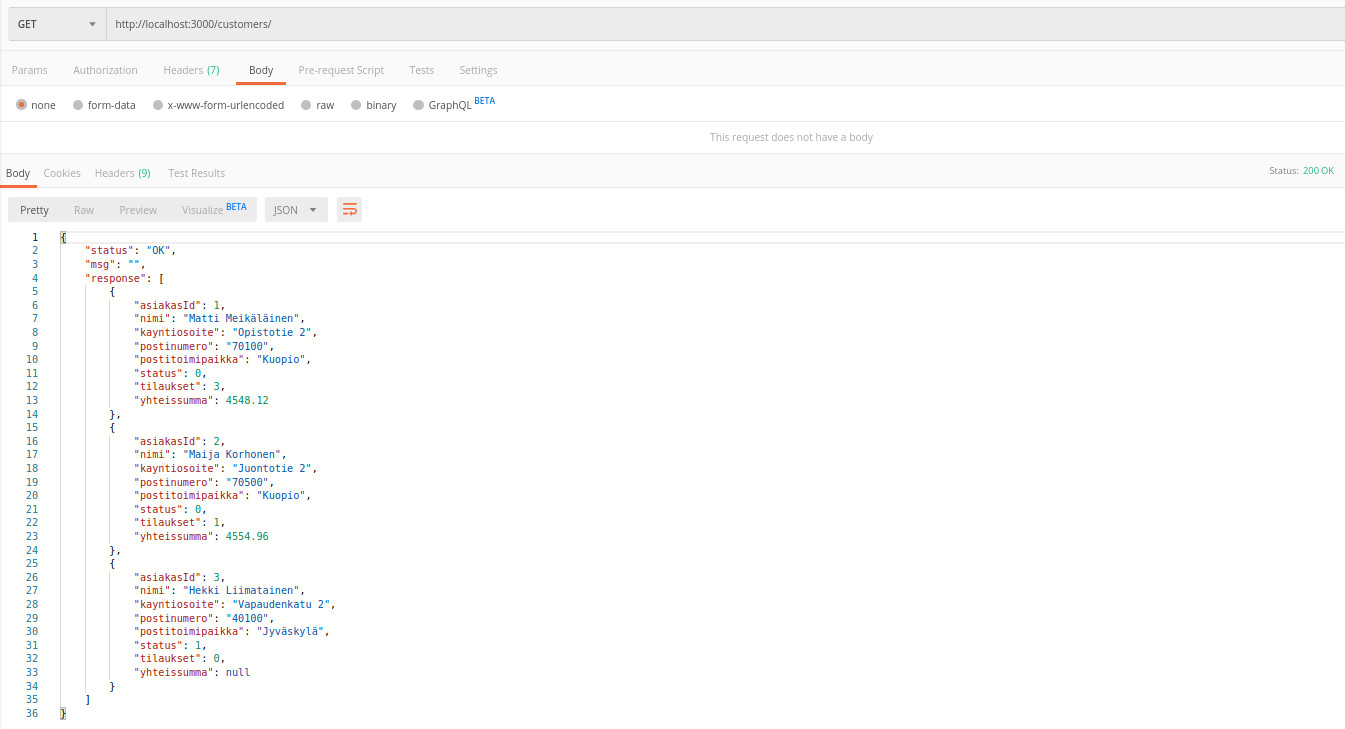 GET http://localhost:3000/customers/
Params Authorization Headers (7) Body Pre-request Script Tests Settings
none form-data x-www-form-urlencoded raw binary GraphQL BETA
This request does not have a body
Body Cookies Headers (9) Test Results Status: 200 OK
Pretty Raw Preview Visualize BETA JSON
1 {
2 "status": "OK",
3 "msg": "",
4 "response": [
5 {
6 "asiakasId": 1,
7 "nimi": "Matti Meikäläinen",
8 "kayntiosoite": "Opistotie 2",
9 "postinumero": "70100",
10 "postitoimipaikka": "Kuopio",
11 "status": 0,
12 "tilaukset": 3,
13 "yhteissumma": 4548.12
14 },
15 {
16 "asiakasId": 2,
17 "nimi": "Maija Korhonen",
18 "kayntiosoite": "Juontotie 2",
19 "postinumero": "70500",
20 "postitoimipaikka": "Kuopio",
21 "status": 0,
22 "tilaukset": 1,
23 "yhteissumma": 4554.96
24 },
25 {
26 "asiakasId": 3,
27 "nimi": "Hekki Liimatainen",
28 "kayntiosoite": "Vapaudenkatu 2",
29 "postinumero": "40100",
30 "postitoimipaikka": "Jyväskylä",
31 "status": 1,
32 "tilaukset": 0,
33 "yhteissumma": null
34 }
35 ]
36 }